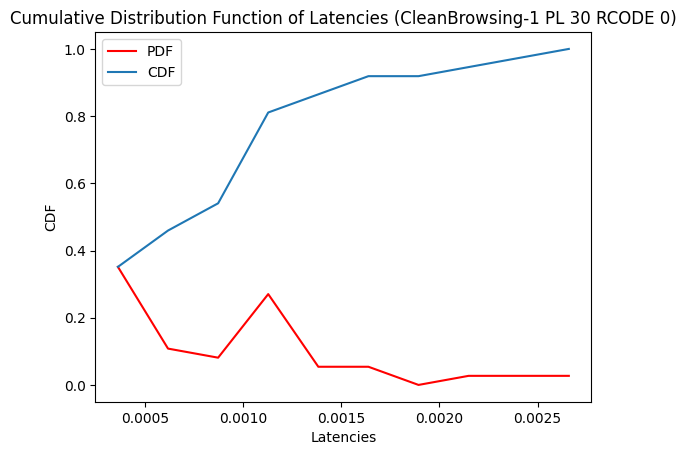 Cumulative Distribution Function of Latencies (CleanBrowsing-1 PL 30 RCODE 0)
PDF
CDF
1.0
0.8
0.6
0.4
0.2
0.0
CDF
0.0005
0.0010
0.0015
0.0020
0.0025
Latencies